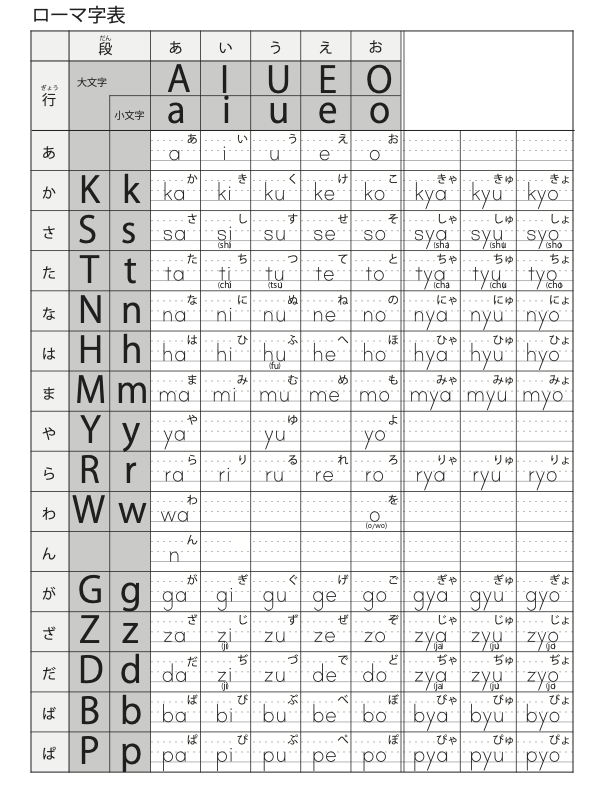 ローマ字表
だん
段 あ い う え お
ぎょう
行 大文字 A I U E O
小文字 a i u e o
あ い う え お
あ a i u e o
か き く け こ きゃ きゅ きょ
か K k ka ki ku ke ko kya kyu kyo
さ し す せ そ しゃ しゅ しょ
さ S s sa si su se so sya syu syo
(shi) (sha) (shu) (sho)
た ち つ て と ちゃ ちゅ ちょ
た T t ta ti tu te to tya tyu tyo
(chi) (tsu) (cha) (chu) (cho)
な に ぬ ね の にゃ にゅ にょ
な N n na ni nu ne no nya nyu nyo
は ひ ふ へ ほ ひゃ ひゅ ひょ
は H h ha hi hu he ho hya hyu hyo
(fu)
ま み む め も みゃ みゅ みょ
ま M m ma mi mu me mo mya myu myo
や ゆ よ
や Y y ya yu yo
ら り る れ ろ りゃ りゅ りょ
ら R r ra ri ru re ro rya ryu ryo
わ を
わ W w wa o
(o/wo)
ん
ん n
が ぎ ぐ げ ご ぎゃ ぎゅ ぎょ
が G g ga gi gu ge go gya gyu gyo
ざ じ ず ぜ ぞ じゃ じゅ じょ
ざ Z z za zi zu ze zo zya zyu zyo
(ji) (ja) (ju) (jo)
だ ぢ づ で ど ぢゃ ぢゅ ぢょ
だ D d da zi zu de do zya zyu zyo
(ji) (ja) (ju) (jo)
ば び ぶ べ ぼ びゃ びゅ びょ
ば B b ba bi bu be bo bya byu byo
ぱ ぴ ぷ ぺ ぽ ぴゃ ぴゅ ぴょ
ぱ P p pa pi pu pe po pya pyu pyo